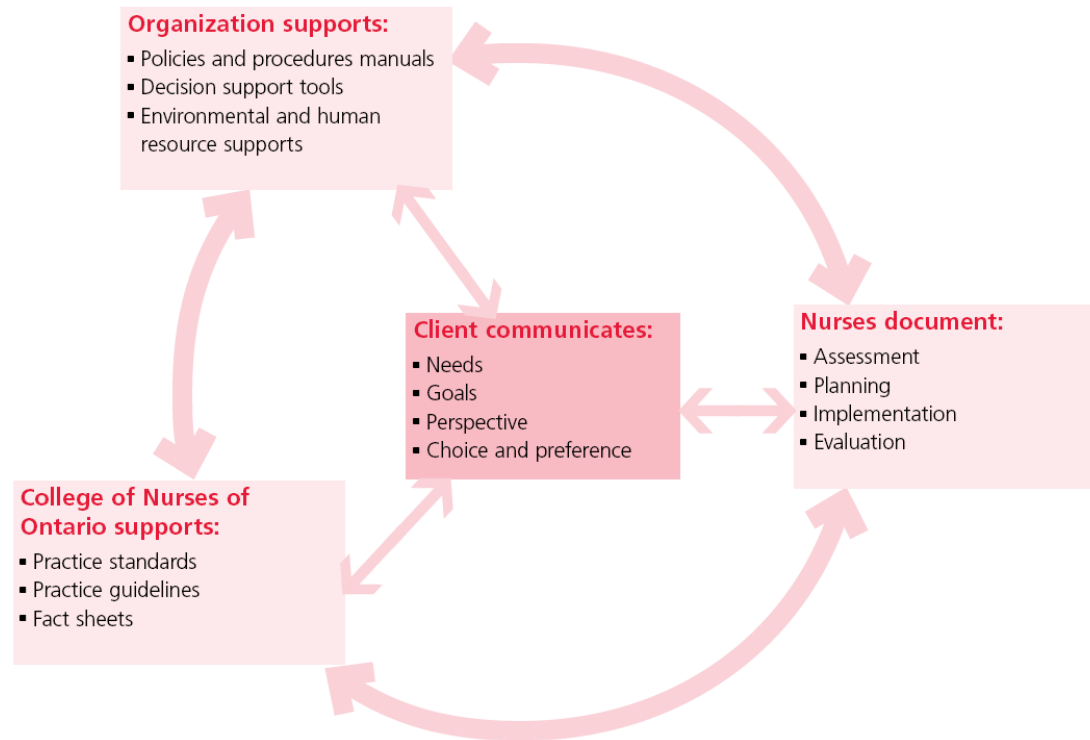 Organization supports:
▪ Policies and procedures manuals
▪ Decision support tools
▪ Environmental and human
resource supports
Client communicates:
▪ Needs
▪ Goals
▪ Perspective
▪ Choice and preference
Nurses document:
▪ Assessment
▪ Planning
▪ Implementation
▪ Evaluation
College of Nurses of
Ontario supports:
▪ Practice standards
▪ Practice guidelines
▪ Fact sheets